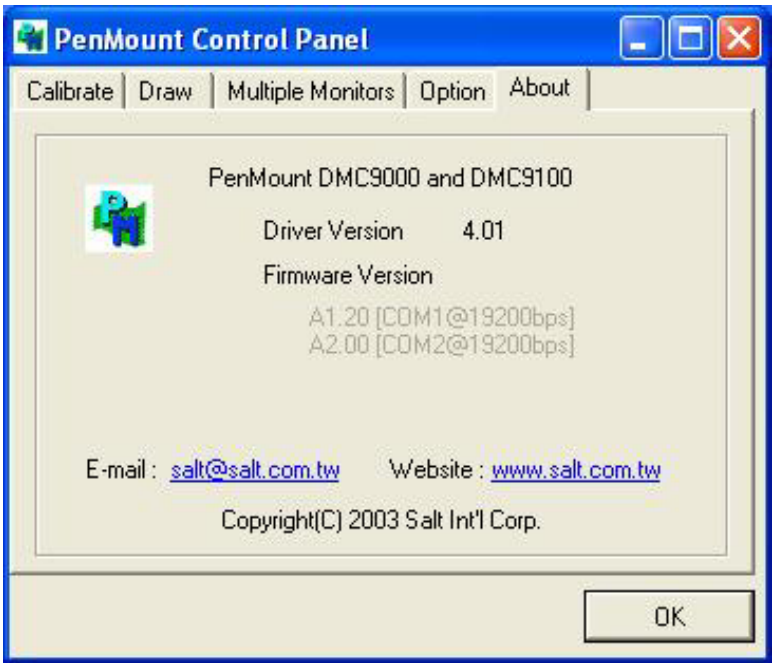 PenMount Control Panel
Calibrate Draw Multiple Monitors Option About
PM
PenMount DMC9000 and DMC9100
Driver Version 4.01
Firmware Version
A1.20 [COM1@19200bps]
A2.00 [COM2@19200bps]
E-mail : salt@salt.com.tw Website : www.salt.com.tw
Copyright(C) 2003 Salt Int'l Corp.
OK